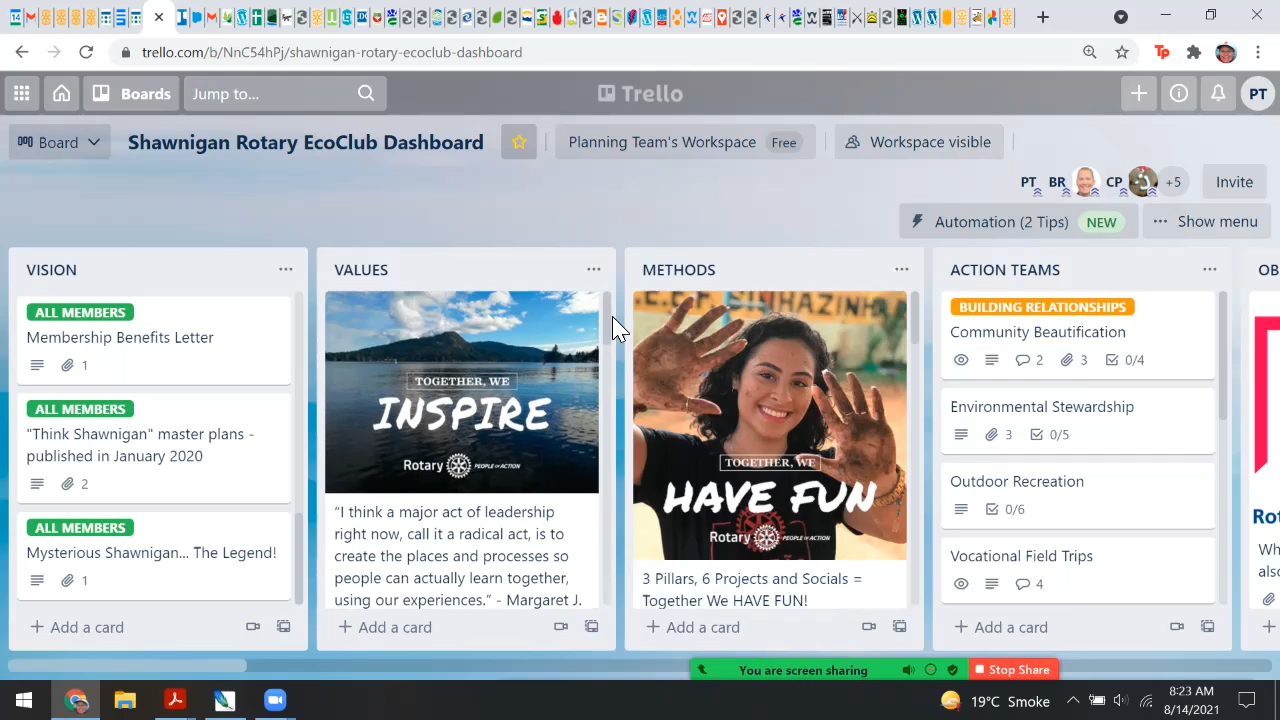 trello.com/b/NnC54hPj/shawnigan-rotary-ecoclub-dashboard
Boards
Jump to...
Trello
PT
Board
Shawnigan Rotary EcoClub Dashboard
Planning Team's Workspace Free
Workspace visible
PT BR CP +5
Invite
Automation (2 Tips) NEW
Show menu
VISION
ALL MEMBERS
Membership Benefits Letter
1
ALL MEMBERS
"Think Shawnigan" master plans -
published in January 2020
2
ALL MEMBERS
Mysterious Shawnigan... The Legend!
1
Add a card
VALUES
TOGETHER, WE
INSPIRE
Rotary PEOPLE OF ACTION
“I think a major act of leadership
right now, call it a radical act, is to
create the places and processes so
people can actually learn together,
using our experiences.” - Margaret J.
Add a card
METHODS
TOGETHER, WE
HAVE FUN
Rotary PEOPLE OF ACTION
3 Pillars, 6 Projects and Socials =
Together We HAVE FUN!
Add a card
ACTION TEAMS
BUILDING RELATIONSHIPS
Community Beautification
2 3 0/4
Environmental Stewardship
3 0/5
Outdoor Recreation
0/6
Vocational Field Trips
4
Add a card
OB
Rot
Wh
also
You are screen sharing
Stop Share
19°C Smoke
8:23 AM
8/14/2021